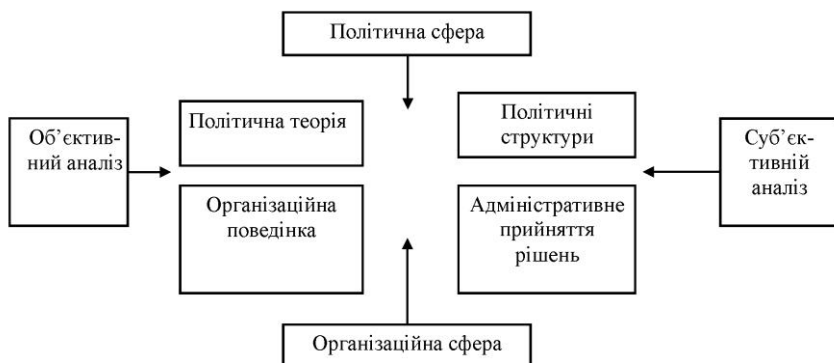 Політична сфера
Політична теорія
Політичні
структури
Об’єктив-
ний аналіз
Суб’єк-
тивній
аналіз
Організаційна
поведінка
Адміністративне
прийняття
рішень
Організаційна сфера